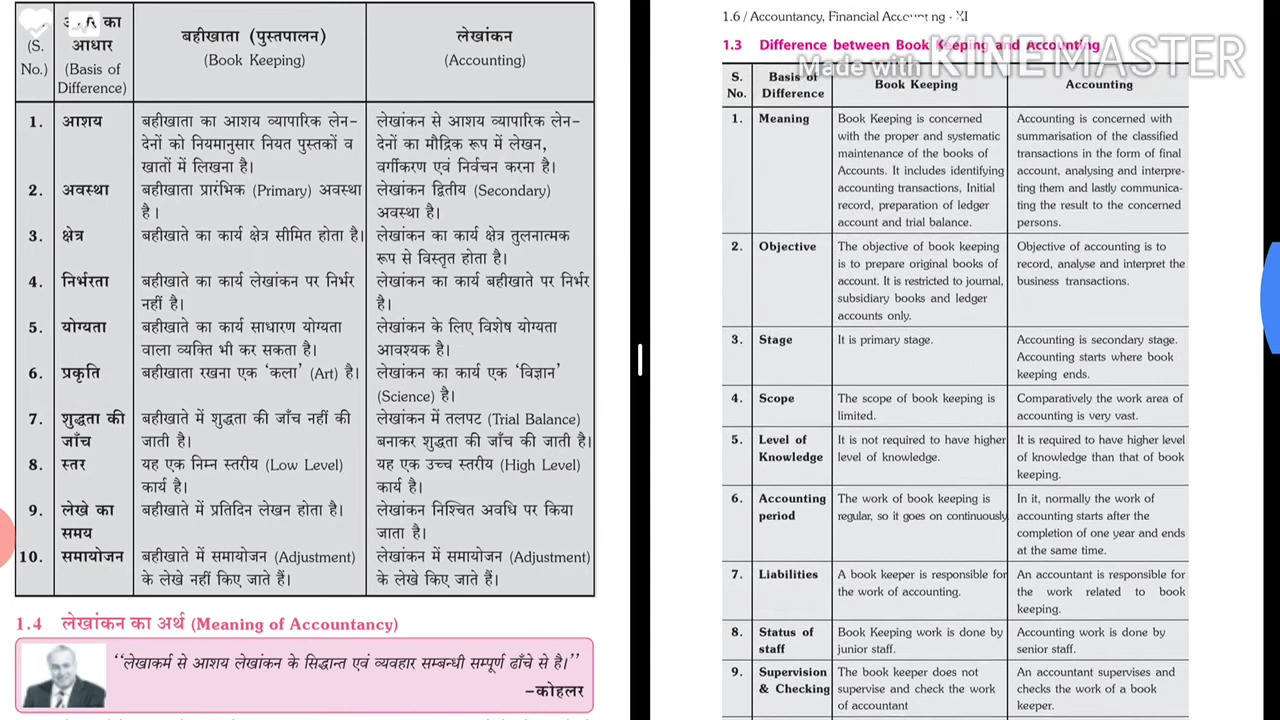 अन्तर का
बहीखाता (पुस्तपालन)
लेखांकन
(S.
आधार
(Book Keeping)
(Accounting)
No.)
(Basis of
Difference)
1.
आशय
बहीखाता का आशय व्यापारिक लेन-
देनों को नियमानुसार नियत पुस्तकों व
खातों में लिखना है।
लेखांकन से आशय व्यापारिक लेन-
देनों का मौद्रिक रूप में लेखन,
वर्गीकरण एवं निर्वचन करना है।
2.
अवस्था
बहीखाता प्रारंभिक (Primary) अवस्था
है।
लेखांकन द्वितीय (Secondary)
अवस्था है।
3.
क्षेत्र
बहीखाते का कार्य क्षेत्र सीमित होता है।
लेखांकन का कार्य क्षेत्र तुलनात्मक
रूप से विस्तृत होता है।
4.
निर्भरता
बहीखाते का कार्य लेखांकन पर निर्भर
नहीं है।
लेखांकन का कार्य बहीखाते पर निर्भर
है।
5.
योग्यता
बहीखाते का कार्य साधारण योग्यता
वाला व्यक्ति भी कर सकता है।
लेखांकन के लिए विशेष योग्यता
आवश्यक है।
6.
प्रकृति
बहीखाता रखना एक ‘कला’ (Art) है।
लेखांकन का कार्य एक ‘विज्ञान’
(Science) है।
7.
शुद्धता की
जाँच
बहीखाते में शुद्धता की जाँच नहीं की
जाती है।
लेखांकन में तलपट (Trial Balance)
बनाकर शुद्धता की जाँच की जाती है।
8.
स्तर
यह एक निम्न स्तरीय (Low Level)
कार्य है।
यह एक उच्च स्तरीय (High Level)
कार्य है।
9.
लेखे का
समय
बहीखाते में प्रतिदिन लेखन होता है।
लेखांकन निश्चित अवधि पर किया
जाता है।
10.
समायोजन
बहीखाते में समायोजन (Adjustment)
के लेखे नहीं किए जाते हैं।
लेखांकन में समायोजन (Adjustment)
के लेखे किए जाते हैं।
1.4 लेखांकन का अर्थ (Meaning of Accountancy)
‘‘लेखाकर्म से आशय लेखांकन के सिद्धान्त एवं व्यवहार सम्बन्धी सम्पूर्ण ढाँचे से है।’’
–कोहलर
1.6 / Accountancy, Financial Accounting - XI
1.3 Difference between Book Keeping and Accounting
Made with KINEMASTER
S.
No.
Basis of
Difference
Book Keeping
Accounting
1.
Meaning
Book Keeping is concerned
with the proper and systematic
maintenance of the books of
Accounts. It includes identifying
accounting transactions, Initial
record, preparation of ledger
account and trial balance.
Accounting is concerned with
summarisation of the classified
transactions in the form of final
account, analysing and interpre-
ting them and lastly communica-
ting the result to the concerned
persons.
2.
Objective
The objective of book keeping
is to prepare original books of
account. It is restricted to journal,
subsidiary books and ledger
accounts only.
Objective of accounting is to
record, analyse and interpret the
business transactions.
3.
Stage
It is primary stage.
Accounting is secondary stage.
Accounting starts where book
keeping ends.
4.
Scope
The scope of book keeping is
limited.
Comparatively the work area of
accounting is very vast.
5.
Level of
Knowledge
It is not required to have higher
level of knowledge.
It is required to have higher level
of knowledge than that of book
keeping.
6.
Accounting
period
The work of book keeping is
regular, so it goes on continuously.
In it, normally the work of
accounting starts after the
completion of one year and ends
at the same time.
7.
Liabilities
A book keeper is responsible for
the work of accounting.
An accountant is responsible for
the work related to book
keeping.
8.
Status of
staff
Book Keeping work is done by
junior staff.
Accounting work is done by
senior staff.
9.
Supervision
& Checking
The book keeper does not
supervise and check the work
of accountant
An accountant supervises and
checks the work of a book
keeper.